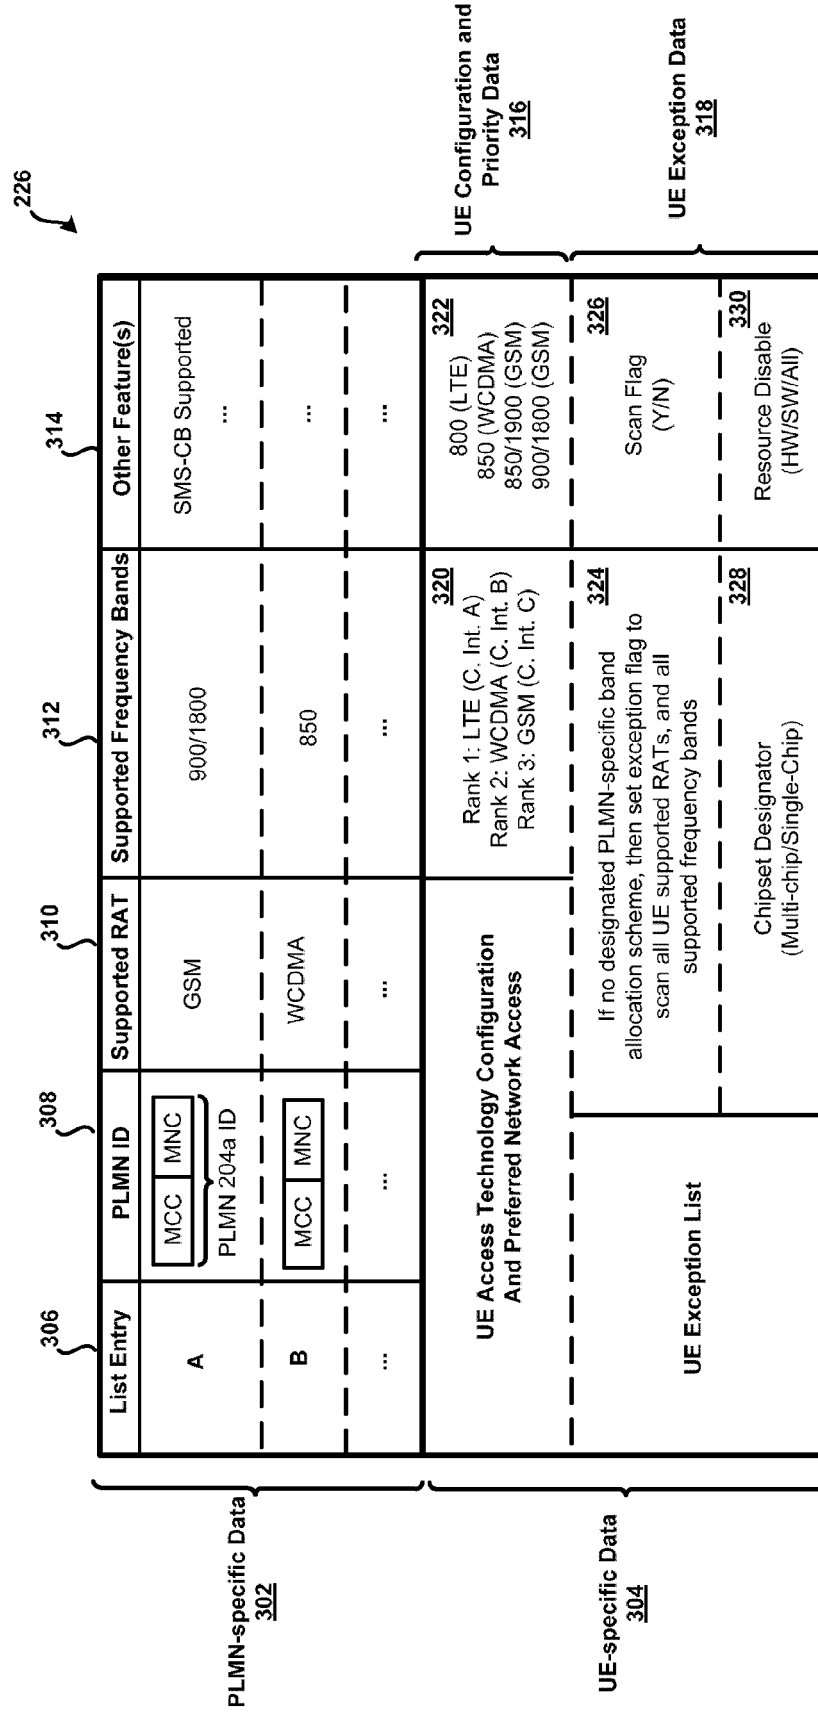 226
306
308
310
312
314
List Entry
PLMN ID
Supported RAT
Supported Frequency Bands
Other Feature(s)
PLMN-specific Data
302
A
MCC
MNC
PLMN 204a ID
GSM
900/1800
SMS-CB Supported
...
B
MCC
MNC
WCDMA
850
...
...
...
...
...
...
UE-specific Data
304
UE Access Technology Configuration
And Preferred Network Access
320
Rank 1: LTE (C. Int. A)
Rank 2: WCDMA (C. Int. B)
Rank 3: GSM (C. Int. C)
322
800 (LTE)
850 (WCDMA)
850/1900 (GSM)
900/1800 (GSM)
UE Configuration and
Priority Data
316
UE Exception List
324
If no designated PLMN-specific band
allocation scheme, then set exception flag to
scan all UE supported RATs, and all
supported frequency bands
326
Scan Flag
(Y/N)
UE Exception Data
318
328
Chipset Designator
(Multi-chip/Single-Chip)
330
Resource Disable
(HW/SW/All)